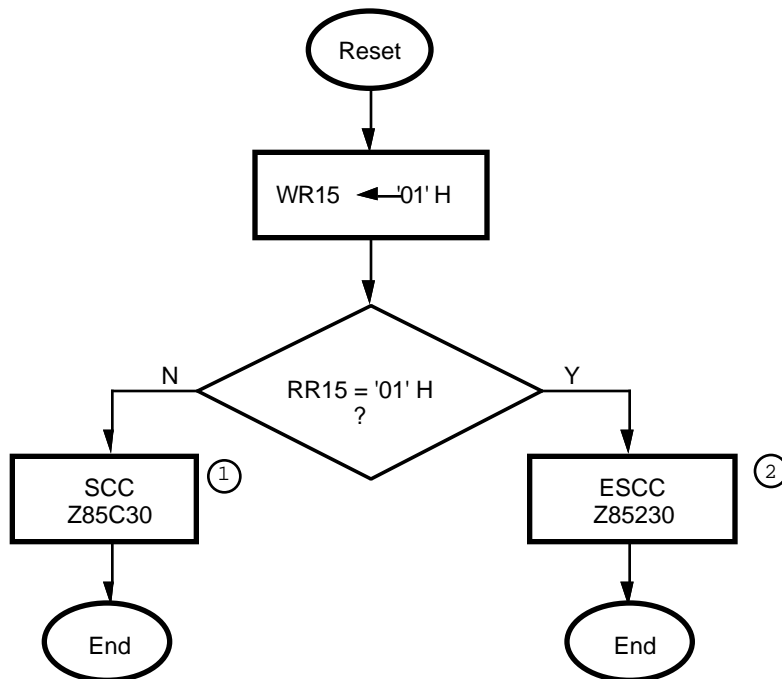 Reset
WR15 '01' H
RR15 = '01' H
?
N
Y
SCC
Z85C30
1
ESCC
Z85230
2
End
End